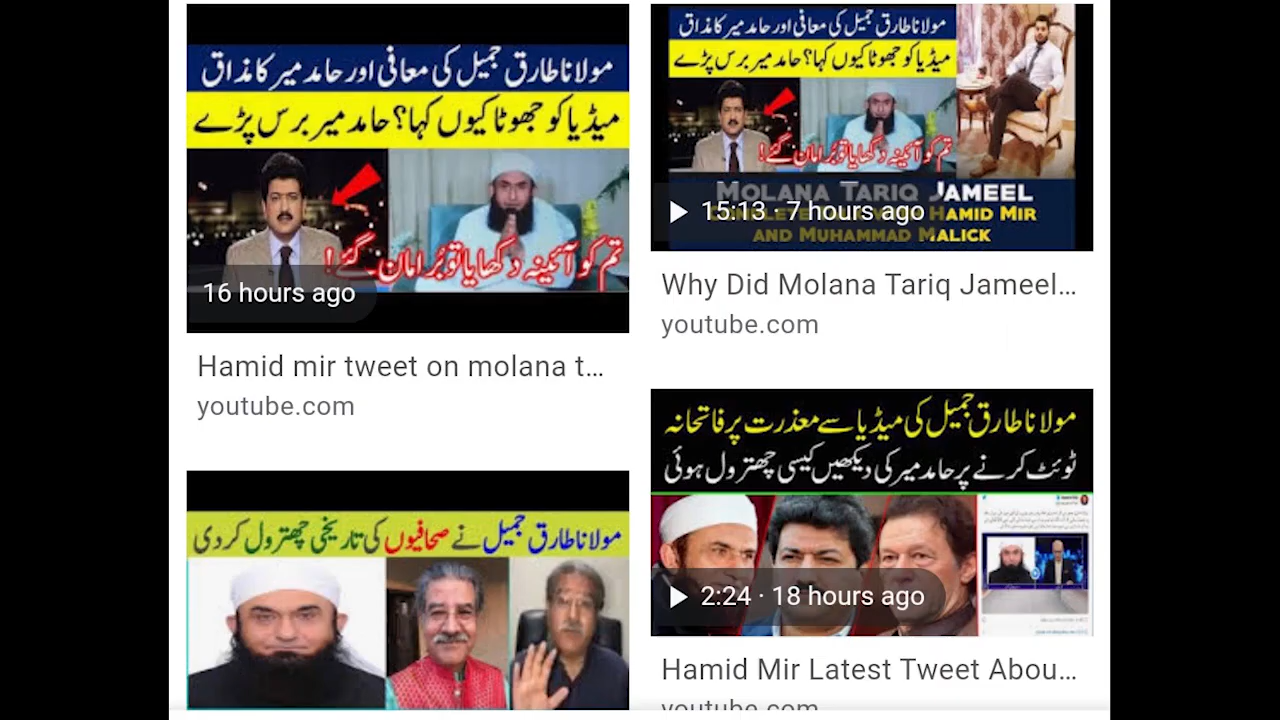 مولانا طارق جمیل کی معافی اور حامد میر کا مذاق
میڈیا کو جھوٹا کیوں کہا؟ حامد میر برس پڑے
تم کو آئینہ دکھایا تو بُرا مان گئے!
16 hours ago
Hamid mir tweet on molana t...
youtube.com
مولانا طارق جمیل کی معافی اور حامد میر کا مذاق
میڈیا کو جھوٹا کیوں کہا؟ حامد میر برس پڑے
تم کو آئینہ دکھایا تو بُرا مان گئے!
MOLANA TARIQ JAMEEL
15:13 · 7 hours ago
HAMID MIR
AND MUHAMMAD MALICK
Why Did Molana Tariq Jameel...
youtube.com
مولانا طارق جمیل نے صحافیوں کی تاریخی چھترول کر دی
مولانا طارق جمیل کی میڈیا سے معذرت پر فاتحانہ
ٹوئٹ کرنے پر حامد میر کی دیکھیں کیسی چھترول ہوئی
2:24 · 18 hours ago
Hamid Mir Latest Tweet Abou...
youtube.com